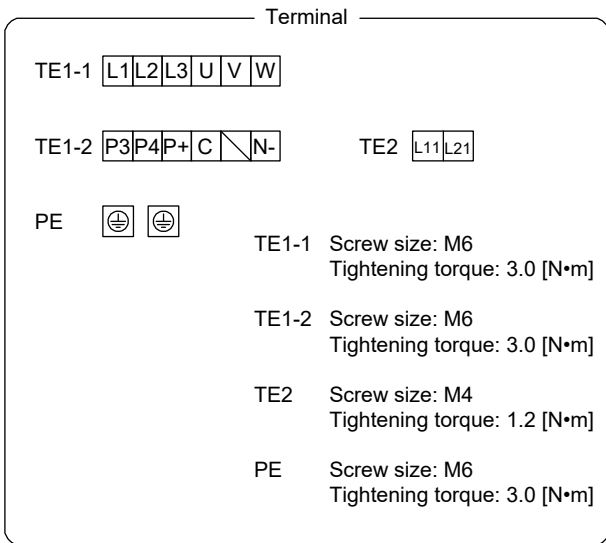 Terminal
TE1-1 L1 L2 L3 U V W
TE1-2 P3 P4 P+ C N- TE2 L11 L21
PE
TE1-1 Screw size: M6
Tightening torque: 3.0 [N•m]
TE1-2 Screw size: M6
Tightening torque: 3.0 [N•m]
TE2 Screw size: M4
Tightening torque: 1.2 [N•m]
PE Screw size: M6
Tightening torque: 3.0 [N•m]